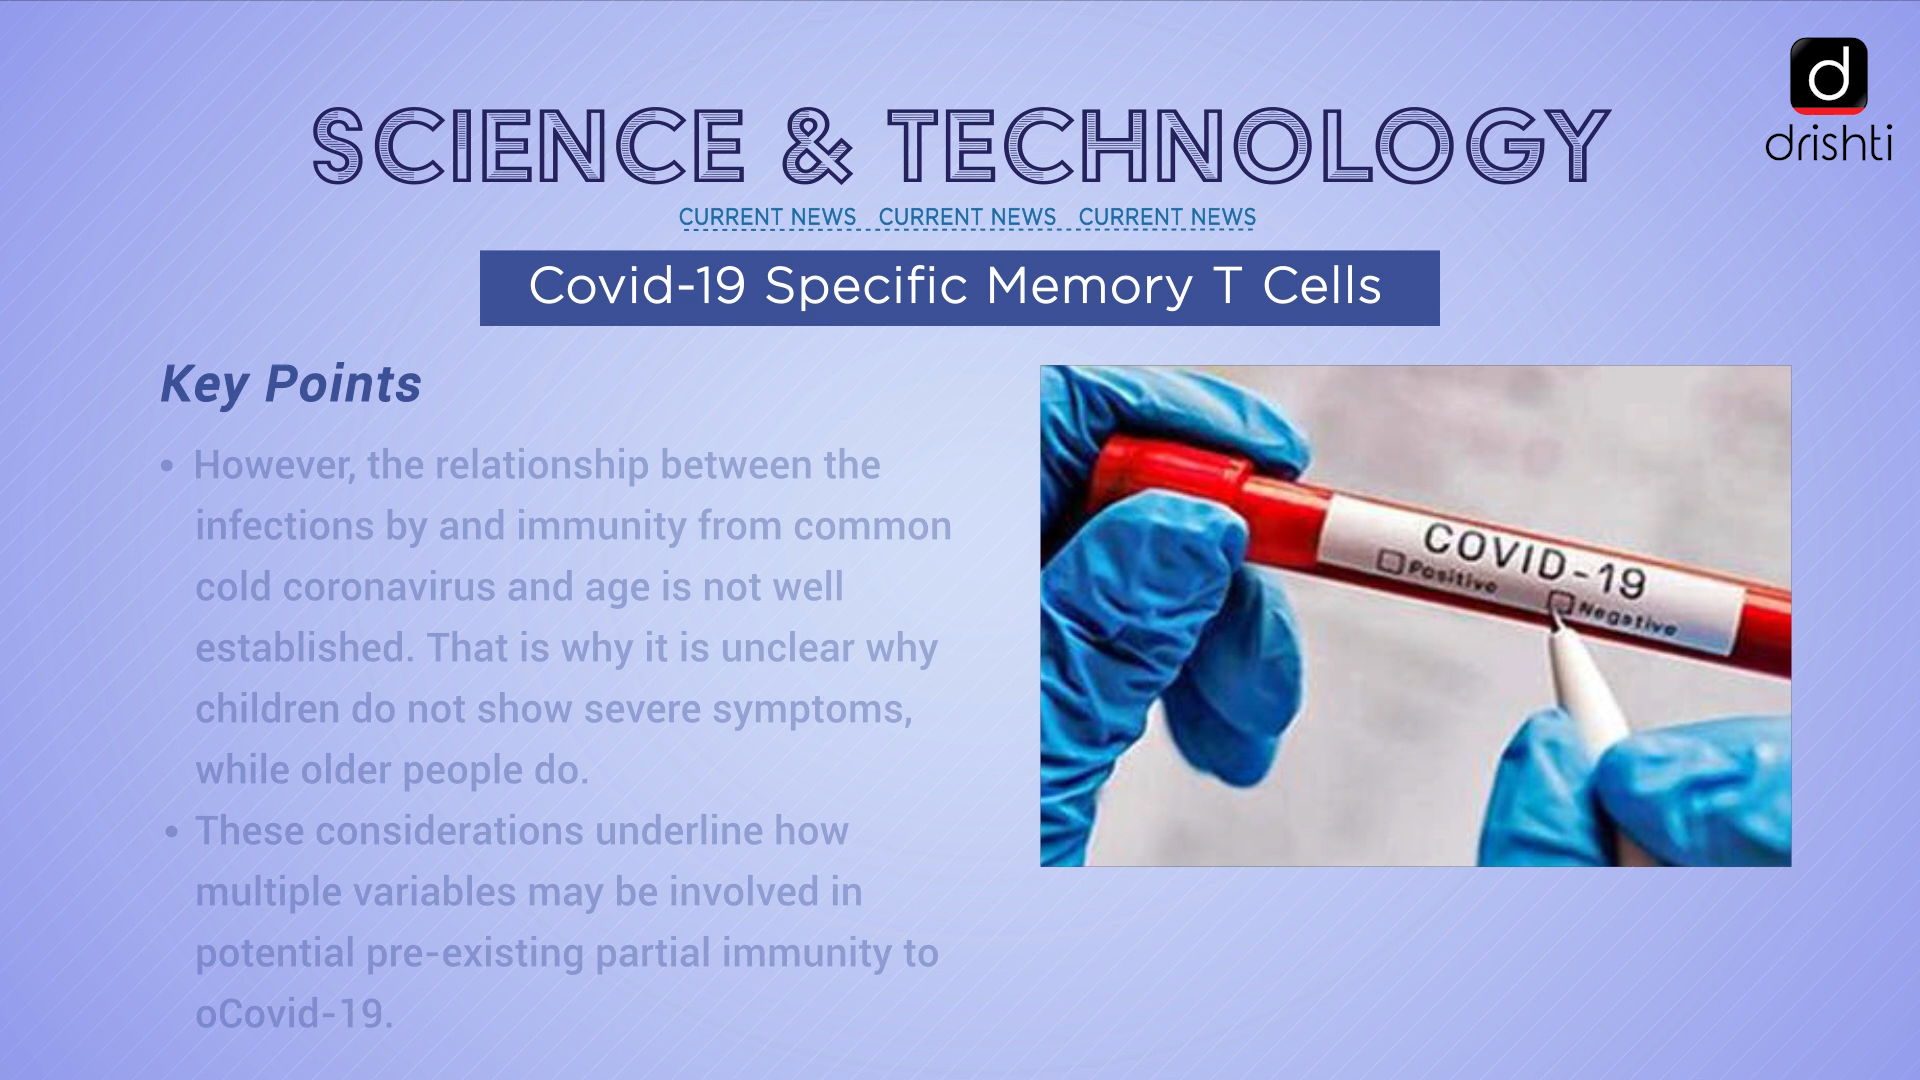 d
drishti
SCIENCE & TECHNOLOGY
CURRENT NEWS CURRENT NEWS CURRENT NEWS
Covid-19 Specific Memory T Cells
Key Points
• However, the relationship between the
infections by and immunity from common
cold coronavirus and age is not well
established. That is why it is unclear why
children do not show severe symptoms,
while older people do.
• These considerations underline how
multiple variables may be involved in
potential pre-existing partial immunity to
oCovid-19.
COVID-19
Positive
Negative